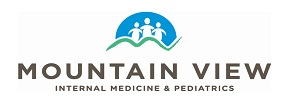 MOUNTAIN VIEW
INTERNAL MEDICINE & PEDIATRICS